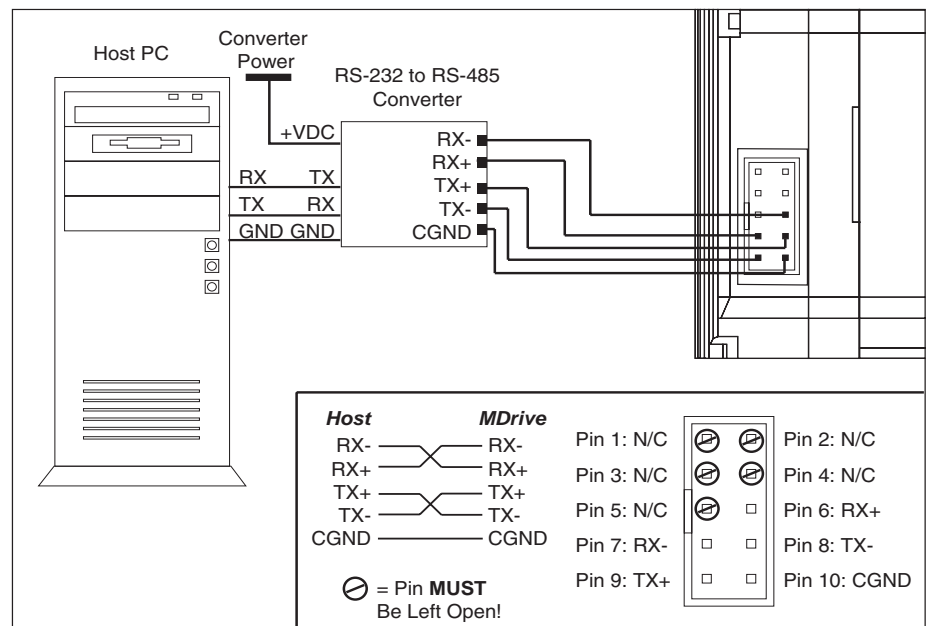 Host PC
Converter
Power
RS-232 to RS-485
Converter
+VDC
RX TX
TX RX
GND GND
RX-
RX+
TX+
TX-
CGND
Host MDrive
RX- RX-
RX+ RX+
TX+ TX+
TX- TX-
CGND CGND
= Pin MUST
Be Left Open!
Pin 1: N/C Pin 2: N/C
Pin 3: N/C Pin 4: N/C
Pin 5: N/C Pin 6: RX+
Pin 7: RX- Pin 8: TX-
Pin 9: TX+ Pin 10: CGND